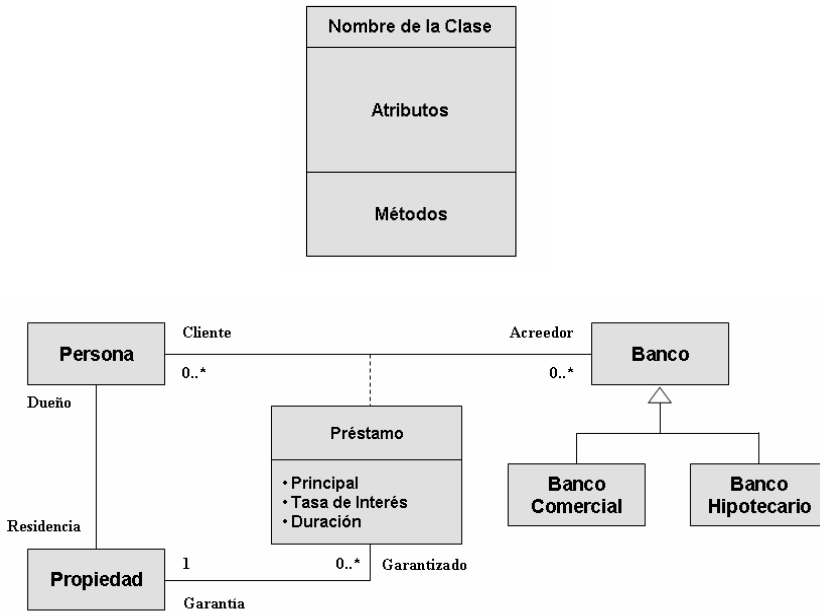 Nombre de la Clase
Atributos
Métodos
Cliente
Acreedor
Persona
Banco
0..*
0..*
Dueño
Préstamo
• Principal
• Tasa de Interés
• Duración
Banco
Comercial
Banco
Hipotecario
Residencia
1
0..*
Garantizado
Propiedad
Garantía